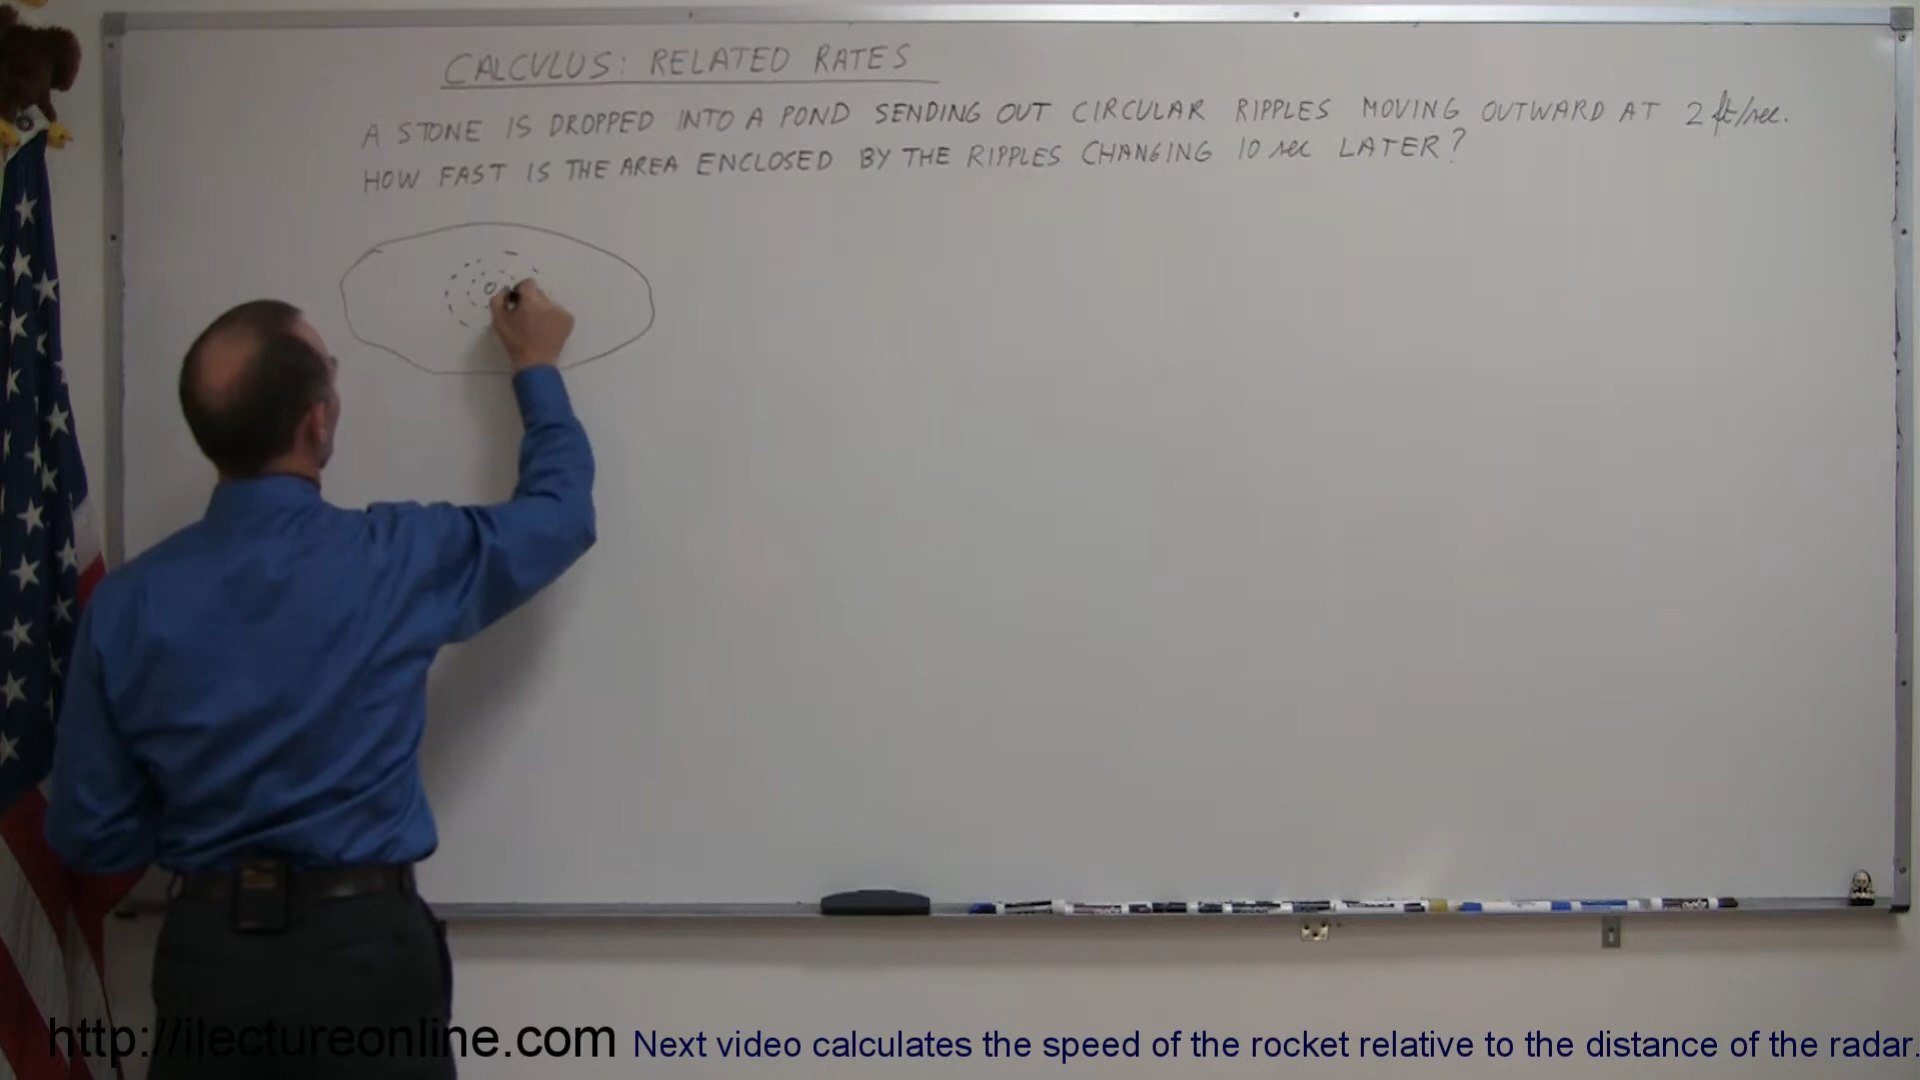 CALCULUS: RELATED RATES
A STONE IS DROPPED INTO A POND SENDING OUT CIRCULAR RIPPLES MOVING OUTWARD AT 2 ft/sec.
HOW FAST IS THE AREA ENCLOSED BY THE RIPPLES CHANGING 10 sec LATER?
http://ilectureonline.com Next video calculates the speed of the rocket relative to the distance of the radar.